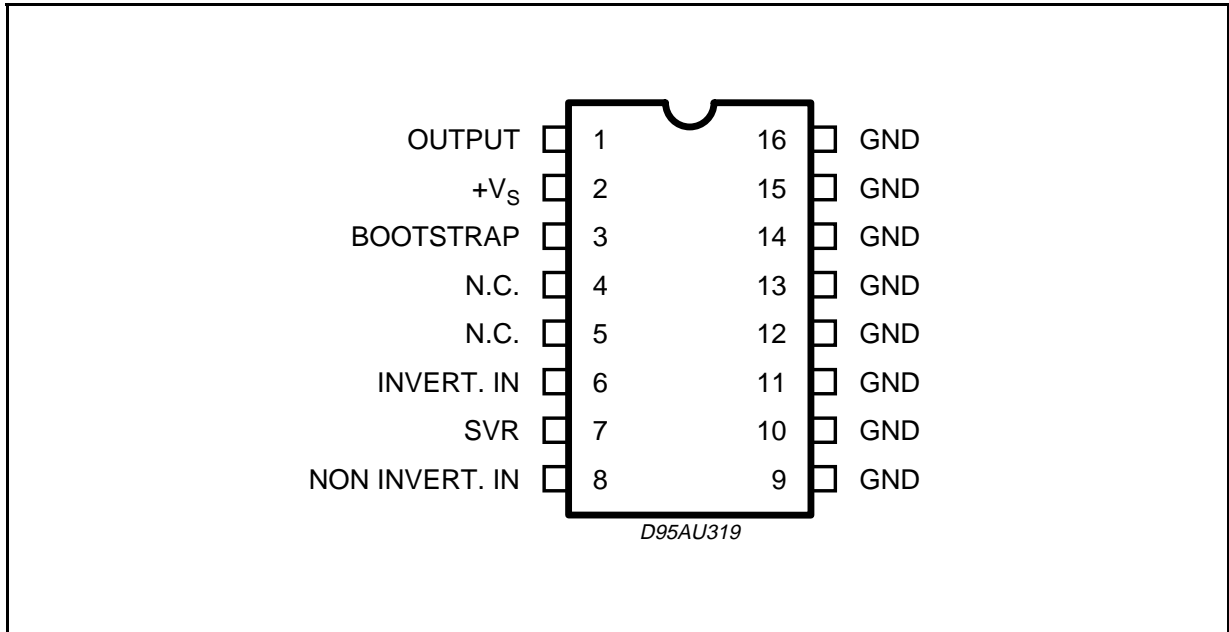 OUTPUT 1 16 GND
+VS 2 15 GND
BOOTSTRAP 3 14 GND
N.C. 4 13 GND
N.C. 5 12 GND
INVERT. IN 6 11 GND
SVR 7 10 GND
NON INVERT. IN 8 9 GND
D95AU319